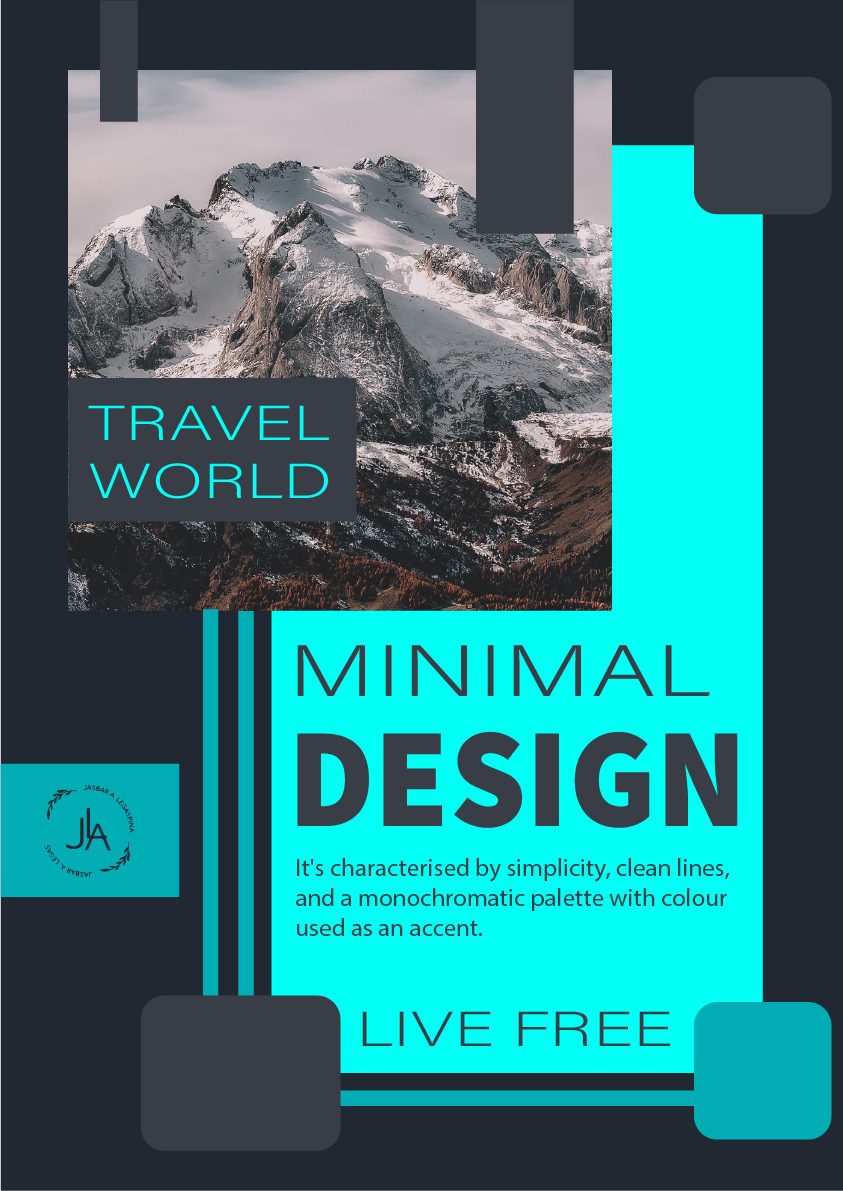 TRAVEL
WORLD
MINIMAL
DESIGN
It's characterised by simplicity, clean lines,
and a monochromatic palette with colour
used as an accent.
JASBAR A. LEGASPINA
JLA
LIVE FREE